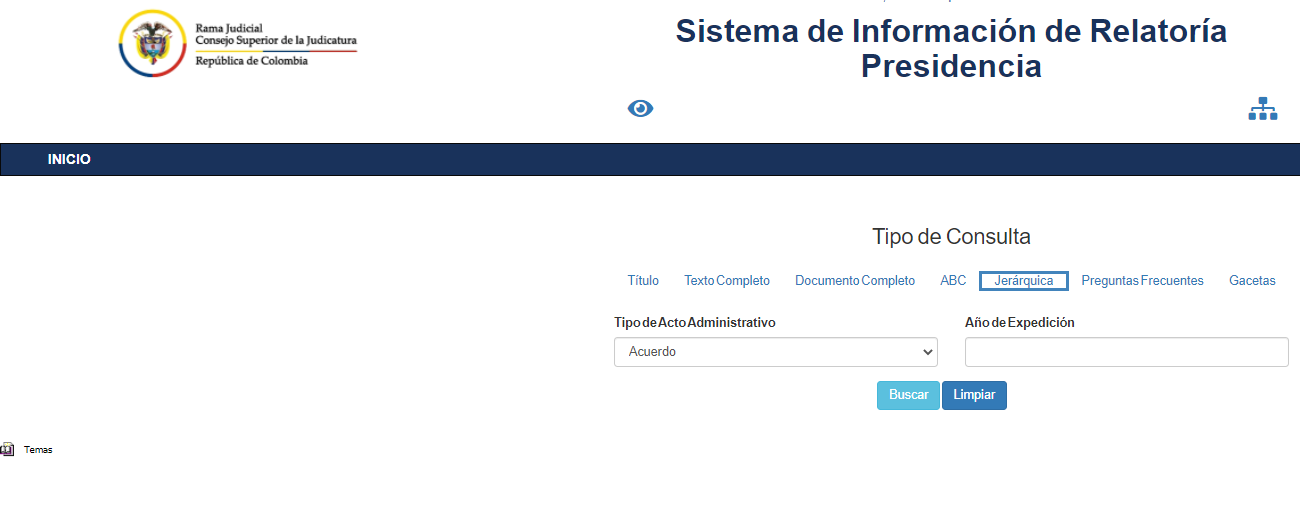 Rama Judicial
Consejo Superior de la Judicatura
República de Colombia
Sistema de Información de Relatoría
Presidencia
INICIO
Tipo de Consulta
Título Texto Completo Documento Completo ABC Jerárquica Preguntas Frecuentes Gacetas
Tipo de Acto Administrativo Año de Expedición
Acuerdo
Buscar Limpiar
Temas